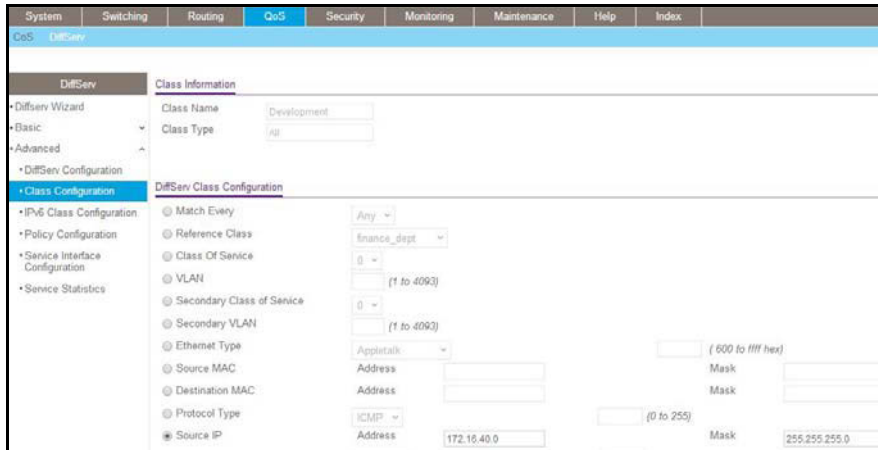 System Switching Routing QoS Security Monitoring Maintenance Help Index
CoS DiffServ
DiffServ
Diffserv Wizard
Basic
Advanced
DiffServ Configuration
Class Configuration
IPv6 Class Configuration
Policy Configuration
Service Interface
Configuration
Service Statistics
Class Information
Class Name Development
Class Type All
DiffServ Class Configuration
Match Every Any
Reference Class finance_dept
Class Of Service 0
VLAN (1 to 4093)
Secondary Class of Service 0
Secondary VLAN (1 to 4093)
Ethernet Type Appletalk ( 600 to ffff hex)
Source MAC Address Mask
Destination MAC Address Mask
Protocol Type ICMP (0 to 255)
Source IP Address 172.16.40.0 Mask 255.255.255.0